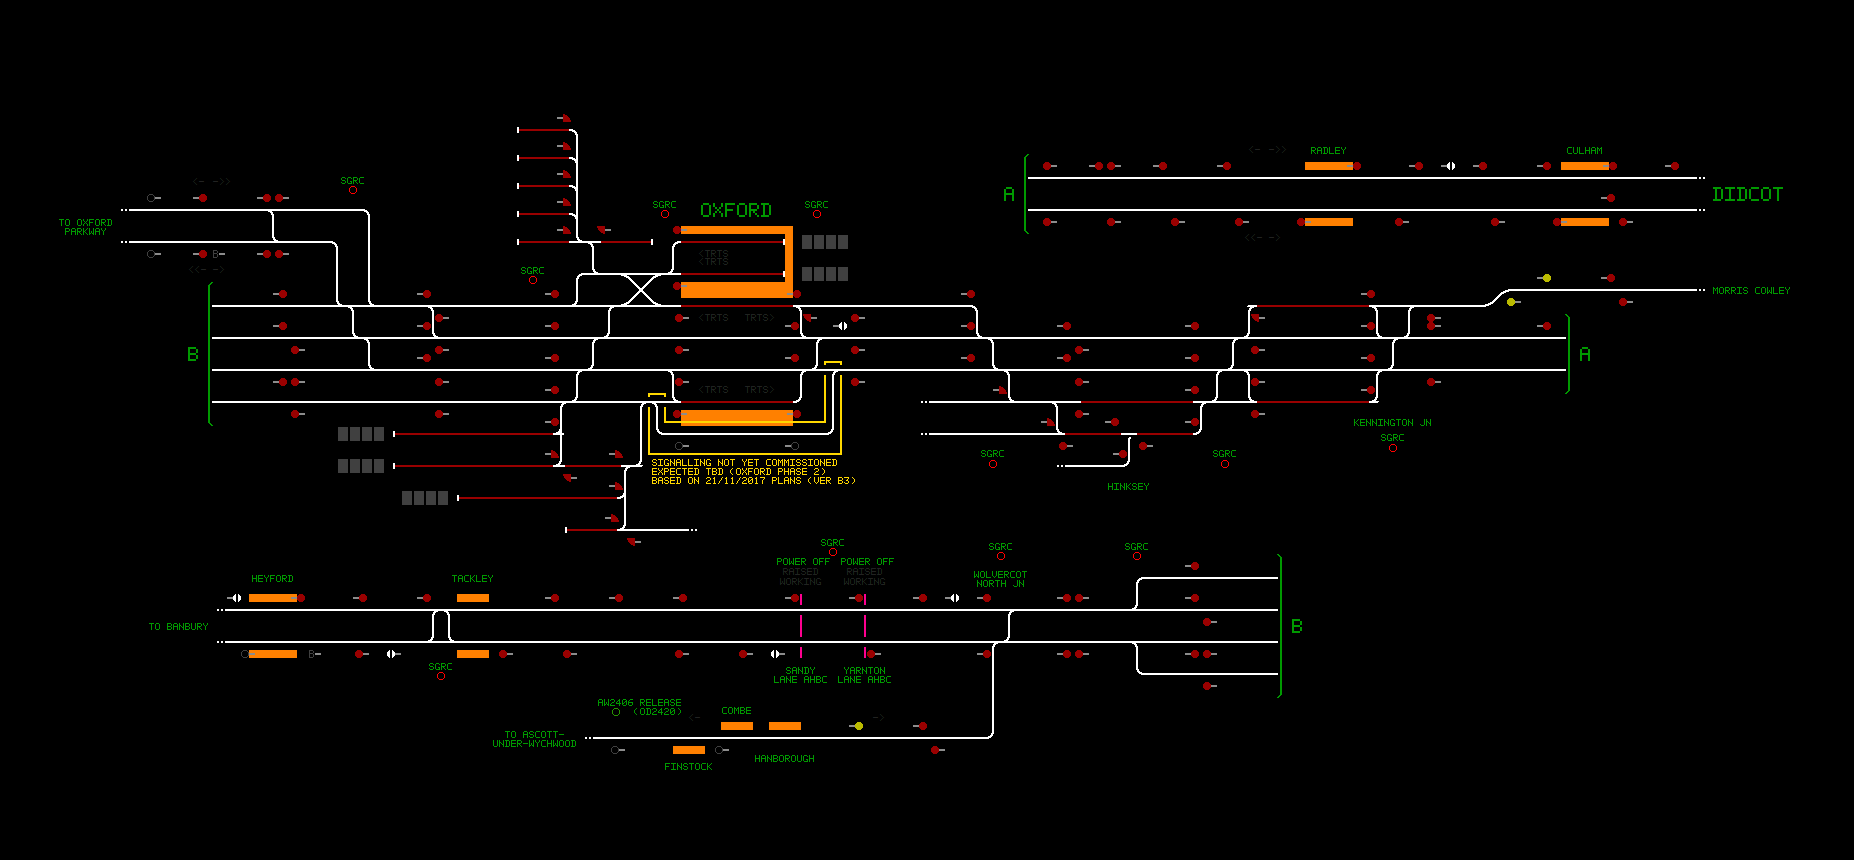 RADLEY
CULHAM
<- ->>
A
DIDCOT
SGRC
<- ->>
SGRC
OXFORD
SGRC
TO OXFORD
PARKWAY
B
<<- ->
<<- ->
<TRTS
<TRTS
SGRC
MORRIS COWLEY
<TRTS TRTS>
B
A
<TRTS TRTS>
KENNINGTON JN
SGRC
SGRC
SGRC
SIGNALLING NOT YET COMMISSIONED
EXPECTED TBD (OXFORD PHASE 2)
BASED ON 21/11/2017 PLANS (VER B3)
HINKSEY
SGRC
SGRC
SGRC
POWER OFF
RAISED
WORKING
POWER OFF
RAISED
WORKING
WOLVERCOT
NORTH JN
HEYFORD
TACKLEY
TO BANBURY
B
B
SGRC
SANDY
LANE AHBC
YARNTON
LANE AHBC
AW2406 RELEASE
(OD2420)
<-
COMBE
->
TO ASCOTT-
UNDER-WYCHWOOD
HANBOROUGH
FINSTOCK